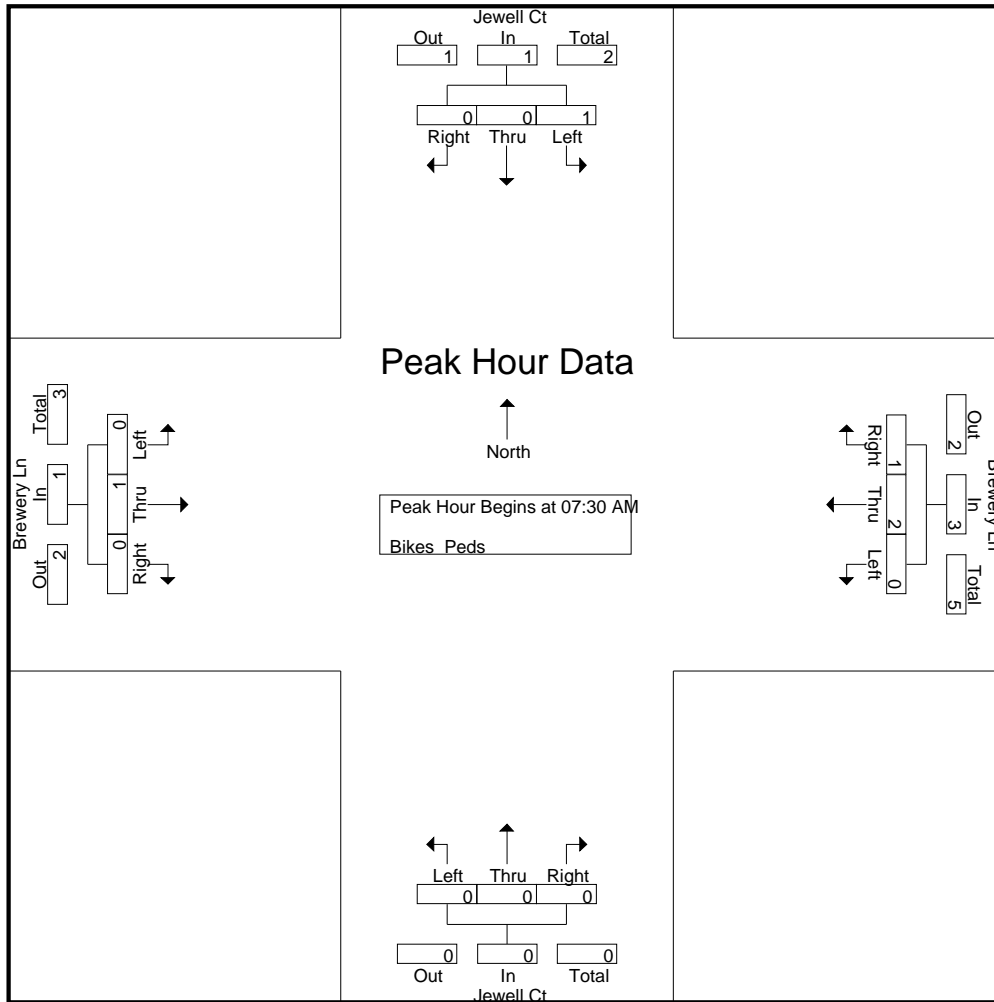 Jewell Ct
Out In Total
1 1 2
0 0 1
Right Thru Left
Peak Hour Data
North
Peak Hour Begins at 07:30 AM
Bikes Peds
Brewery Ln
Total In Out
3 1 2
0 1 0
Left Thru Right
Brewery Ln
Out In Total
2 3 5
1 2 0
Right Thru Left
Left Thru Right
0 0 0
0 0 0
Out In Total
Jewell Ct